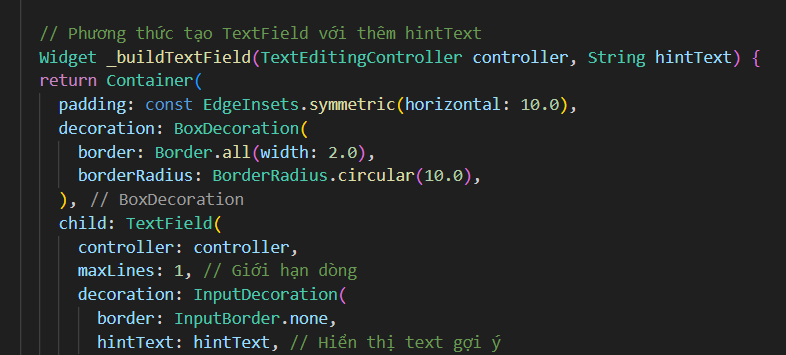 // Phương thức tạo TextField với thêm hintText
Widget _buildTextField(TextEditingController controller, String hintText) {
return Container(
padding: const EdgeInsets.symmetric(horizontal: 10.0),
decoration: BoxDecoration(
border: Border.all(width: 2.0),
borderRadius: BorderRadius.circular(10.0),
), // BoxDecoration
child: TextField(
controller: controller,
maxLines: 1, // Giới hạn dòng
decoration: InputDecoration(
border: InputBorder.none,
hintText: hintText, // Hiển thị text gợi ý